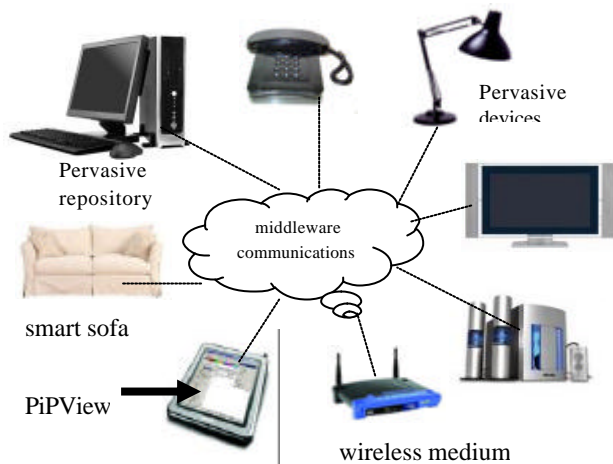 Pervasive
devices
Pervasive
repository
middleware
communications
smart sofa
PiPView
wireless medium